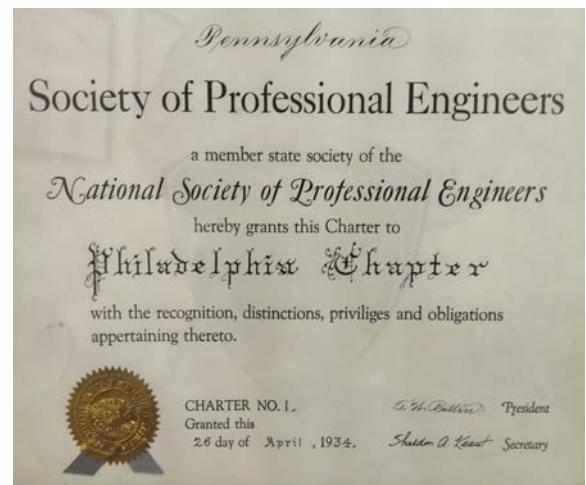 Pennsylvania
Society of Professional Engineers
a member state society of the
National Society of Professional Engineers
hereby grants this Charter to
Philadelphia Chapter
with the recognition, distinctions, priviliges and obligations
appertaining thereto.
CHARTER NO. 1.
Granted this
26 day of April, 1934.
President
Sheldon A Secretary